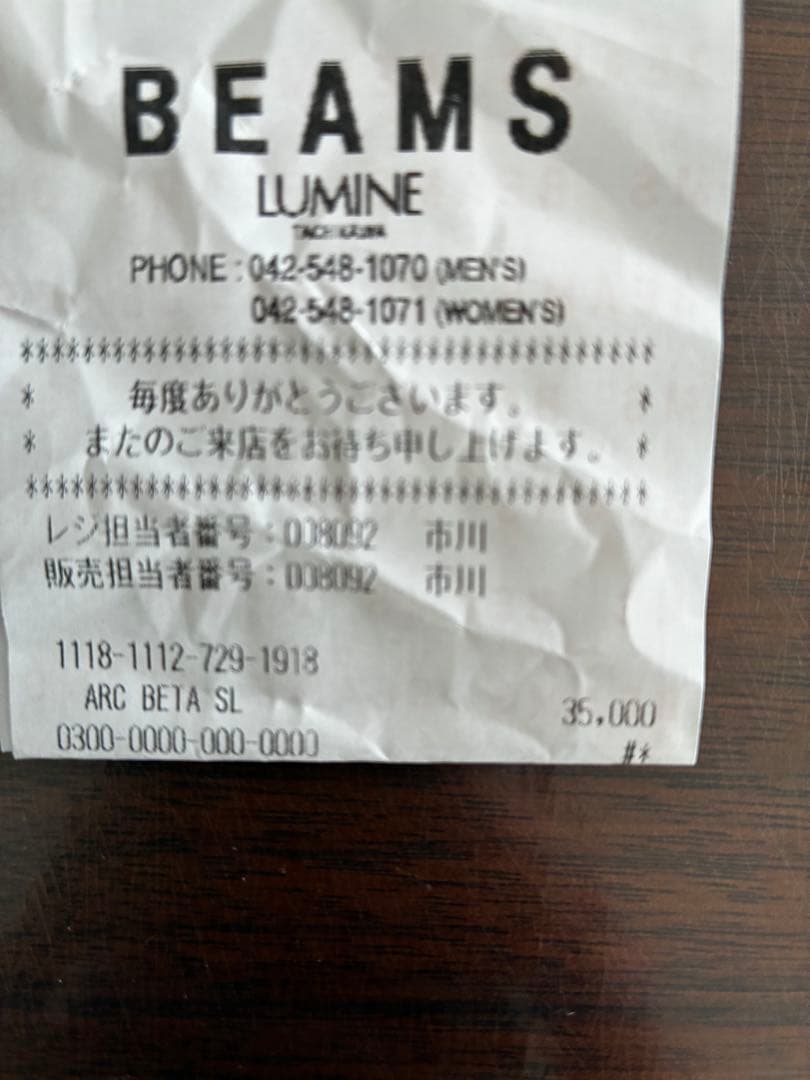 BEAMS
LUMINE
TACHIKAWA
PHONE : 042-548-1070 (MEN'S)
042-548-1071 (WOMEN'S)
*****************************************
* 毎度ありがとうございます。 *
* またのご来店をお待ち申し上げます。 *
*****************************************
レジ担当者番号：008092 市川
販売担当者番号：008092 市川
1118-1112-729-1918
ARC BETA SL 35,000
0300-0000-000-0000
#*